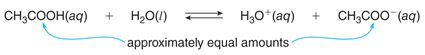 CH₃COOH(aq) + H₂O(l) ⇌ H₃O⁺(aq) + CH₃COO⁻(aq)
approximately equal amounts